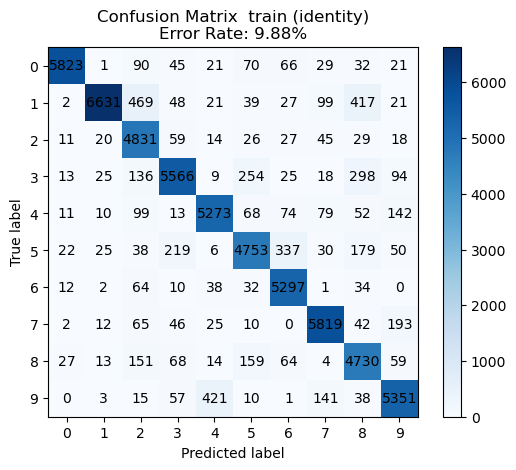 Confusion Matrix  train (identity)
Error Rate: 9.88%
0 5823 1 90 45 21 70 66 29 32 21
1 2 6631 469 48 21 39 27 99 417 21
2 11 20 4831 59 14 26 27 45 29 18
3 13 25 136 5566 9 254 25 18 298 94
4 11 10 99 13 5273 68 74 79 52 142
5 22 25 38 219 6 4753 337 30 179 50
6 12 2 64 10 38 32 5297 1 34 0
7 2 12 65 46 25 10 0 5819 42 193
8 27 13 151 68 14 159 64 4 4730 59
9 0 3 15 57 421 10 1 141 38 5351
0 1 2 3 4 5 6 7 8 9
Predicted label
True label
6000
5000
4000
3000
2000
1000
0